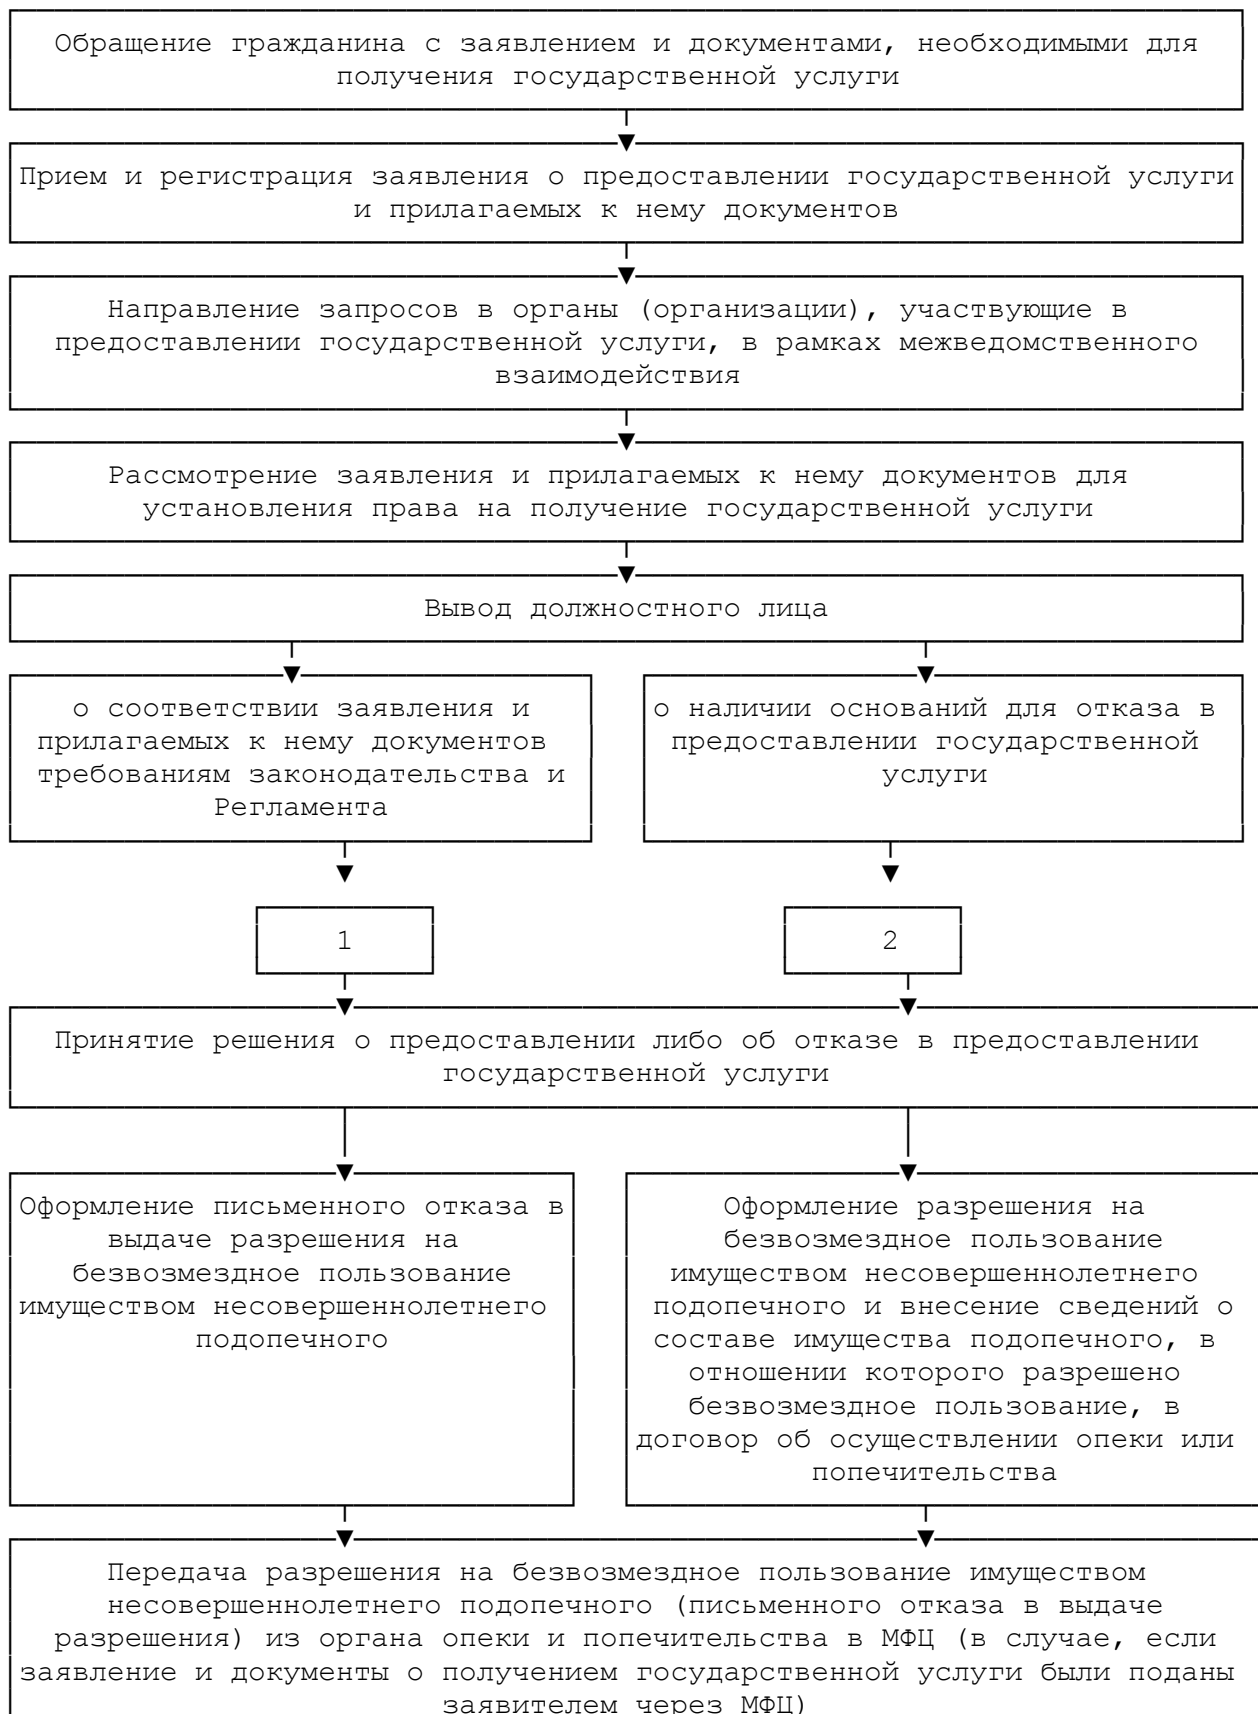 Обращение гражданина с заявлением и документами, необходимыми для
получения государственной услуги
Прием и регистрация заявления о предоставлении государственной услуги
и прилагаемых к нему документов
Направление запросов в органы (организации), участвующие в
предоставлении государственной услуги, в рамках межведомственного
взаимодействия
Рассмотрение заявления и прилагаемых к нему документов для
установления права на получение государственной услуги
Вывод должностного лица
о соответствии заявления и
прилагаемых к нему документов
требованиям законодательства и
Регламента
о наличии оснований для отказа в
предоставлении государственной
услуги
1
2
Принятие решения о предоставлении либо об отказе в предоставлении
государственной услуги
Оформление письменного отказа в
выдаче разрешения на
безвозмездное пользование
имуществом несовершеннолетнего
подопечного
Оформление разрешения на
безвозмездное пользование
имуществом несовершеннолетнего
подопечного и внесение сведений о
составе имущества подопечного, в
отношении которого разрешено
безвозмездное пользование, в
договор об осуществлении опеки или
попечительства
Передача разрешения на безвозмездное пользование имуществом
несовершеннолетнего подопечного (письменного отказа в выдаче
разрешения) из органа опеки и попечительства в МФЦ (в случае, если
заявление и документы о получением государственной услуги были поданы
заявителем через МФЦ)